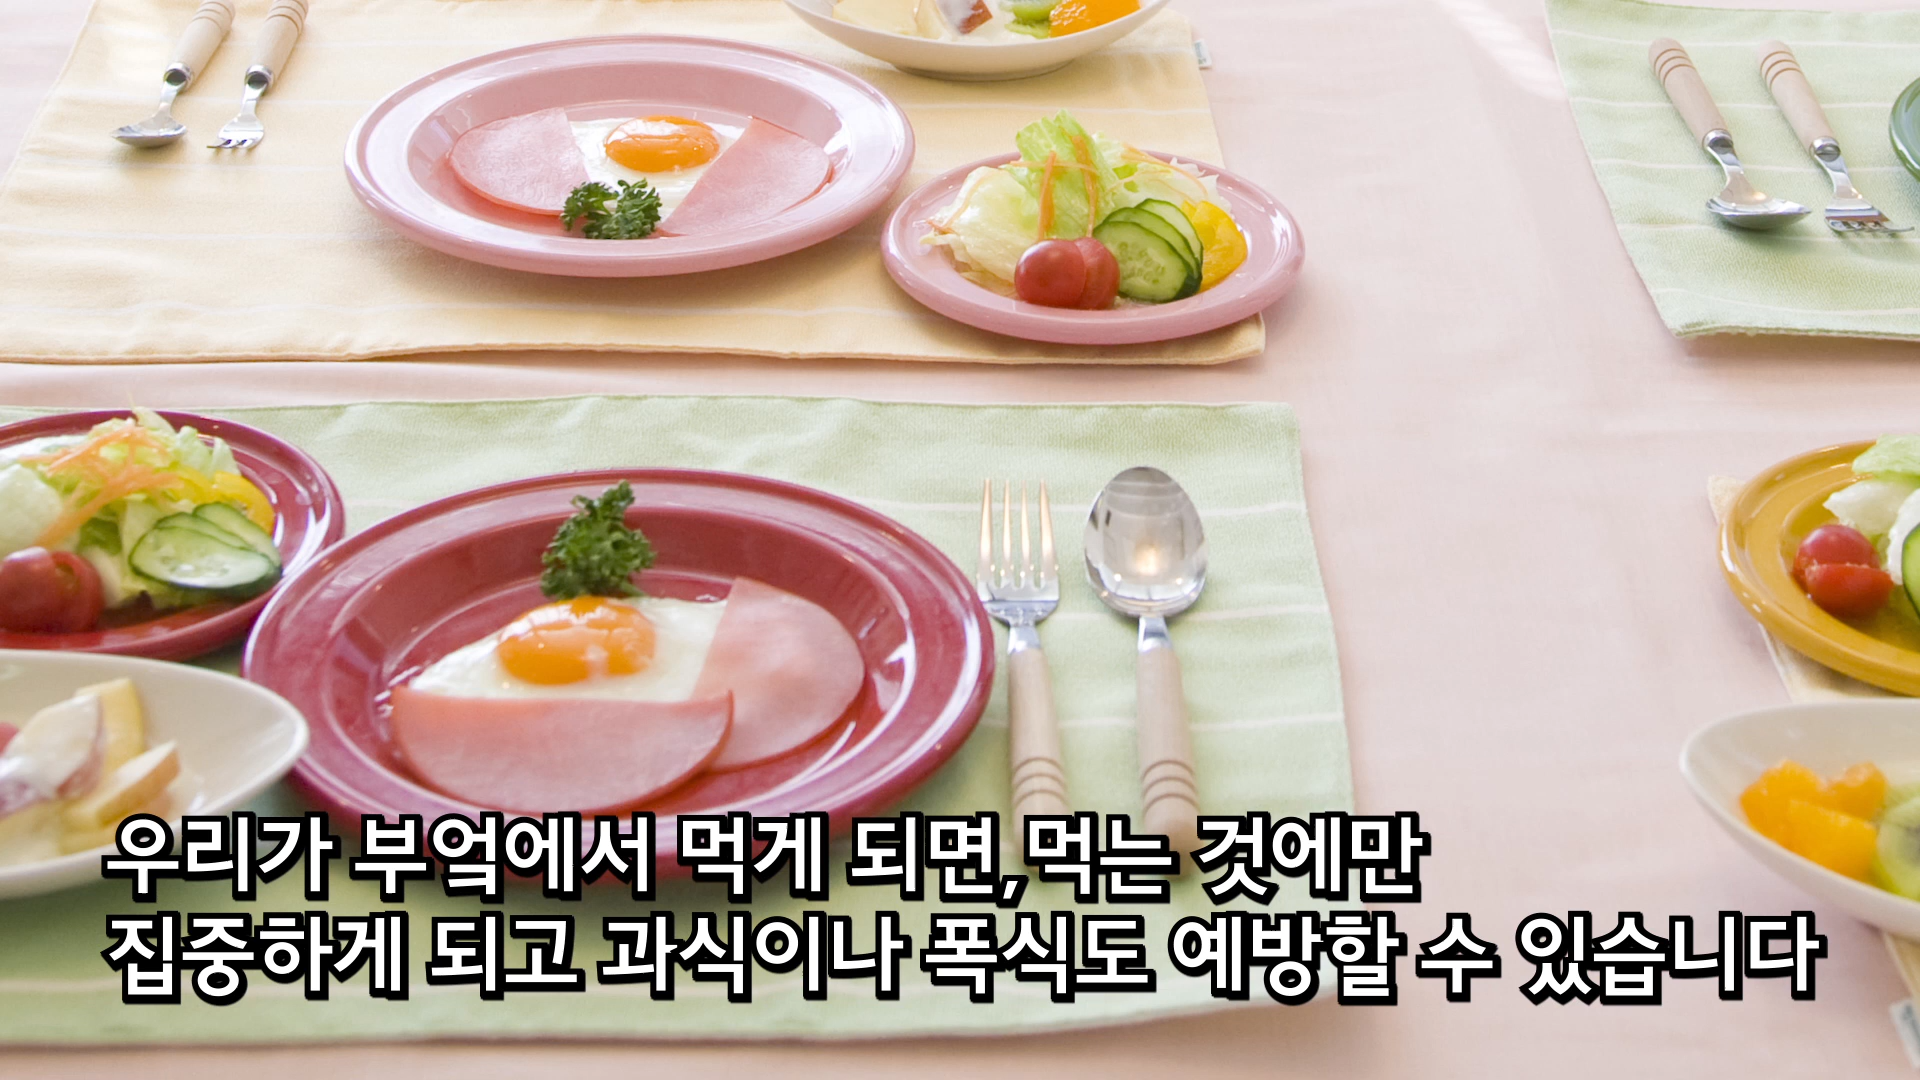 우리가 부엌에서 먹게 되면,먹는 것에만
집중하게 되고 과식이나 폭식도 예방할 수 있습니다